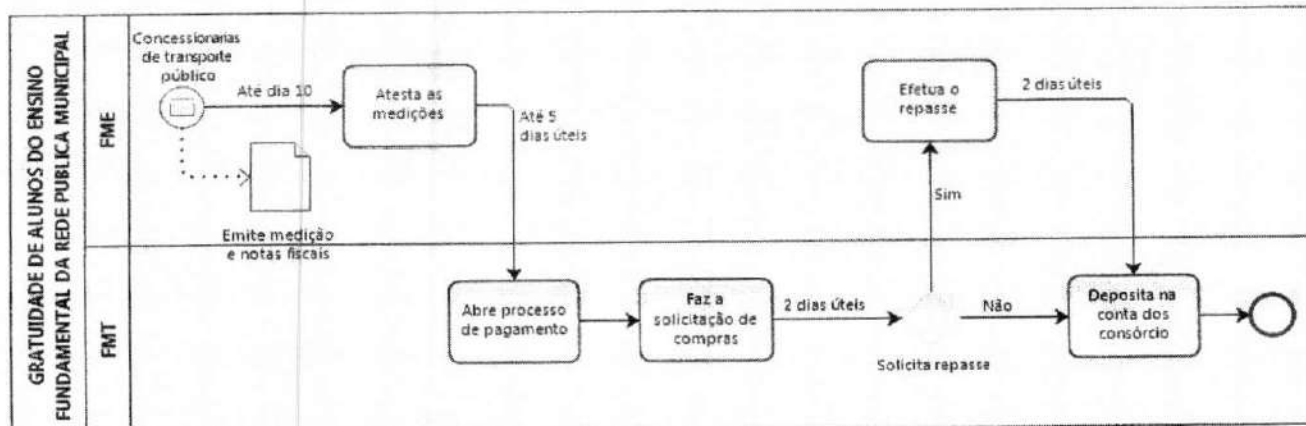 GRATUIDADE DE ALUNOS DO ENSINO
FUNDAMENTAL DA REDE PUBLICA MUNICIPAL
FME
Concessionarias
de transporte
público
Até dia 10
Atesta as
medições
Até 5
dias úteis
Emite medição
e notas fiscais
Efetua o
repasse
2 dias úteis
Sim
FMT
Abre processo
de pagamento
Faz a
solicitação de
compras
2 dias úteis
Solicita repasse
Não
Deposita na
conta dos
consórcio